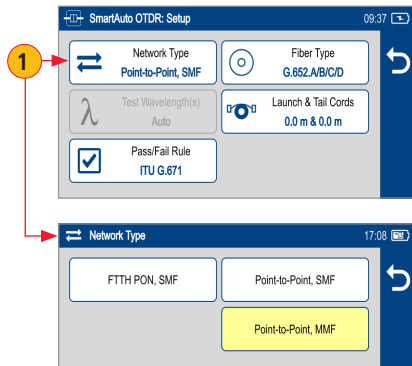 SmartAuto OTDR: Setup 09:37
1
Network Type
Point-to-Point, SMF
Fiber Type
G.652.A/B/C/D
λ
Test Wavelength(s)
Auto
Launch & Tail Cords
0.0 m & 0.0 m
Pass/Fail Rule
ITU G.671
Network Type 17:08
FTTH PON, SMF
Point-to-Point, SMF
Point-to-Point, MMF